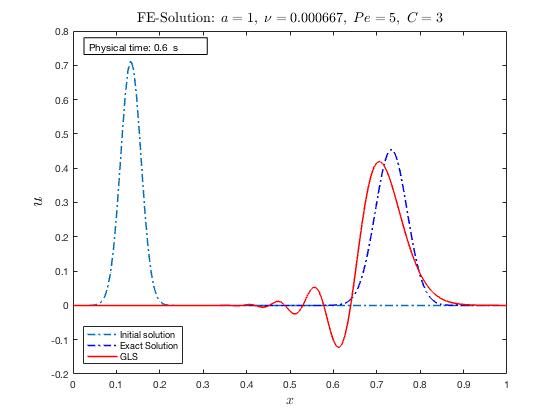 FE-Solution: a = 1, ν = 0.000667, Pe = 5, C = 3
0.8
Physical time: 0.6 s
0.7
0.6
0.5
0.4
0.3
u
0.2
0.1
0
-0.1
Initial solution
Exact Solution
GLS
-0.2
0 0.1 0.2 0.3 0.4 0.5 0.6 0.7 0.8 0.9 1
x